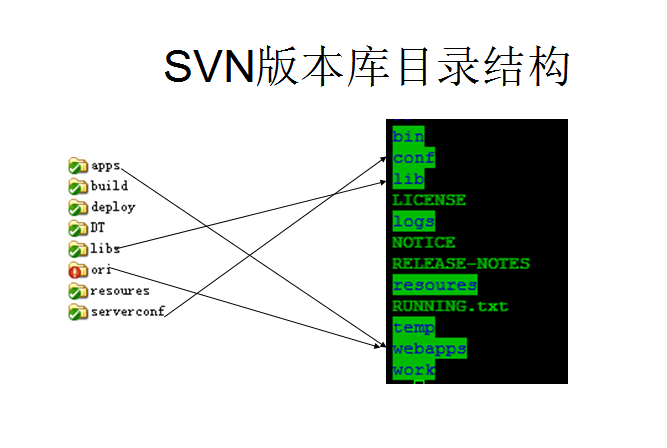 SVN版本库目录结构
apps
build
deploy
DT
libs
ori
resoures
serverconf
bin
conf
lib
LICENSE
logs
NOTICE
RELEASE-NOTES
resoures
RUNNING.txt
temp
webapps
work